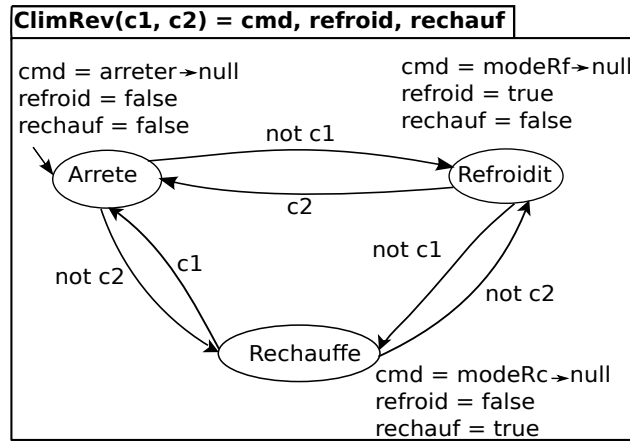 ClimRev(c1, c2) = cmd, refroid, rechauf
cmd = arreter→null
refroid = false
rechauf = false
cmd = modeRf→null
refroid = true
rechauf = false
not c1
Arrete
Refroidit
c2
not c2
c1
not c1
not c2
Rechauffe
cmd = modeRc→null
refroid = false
rechauf = true